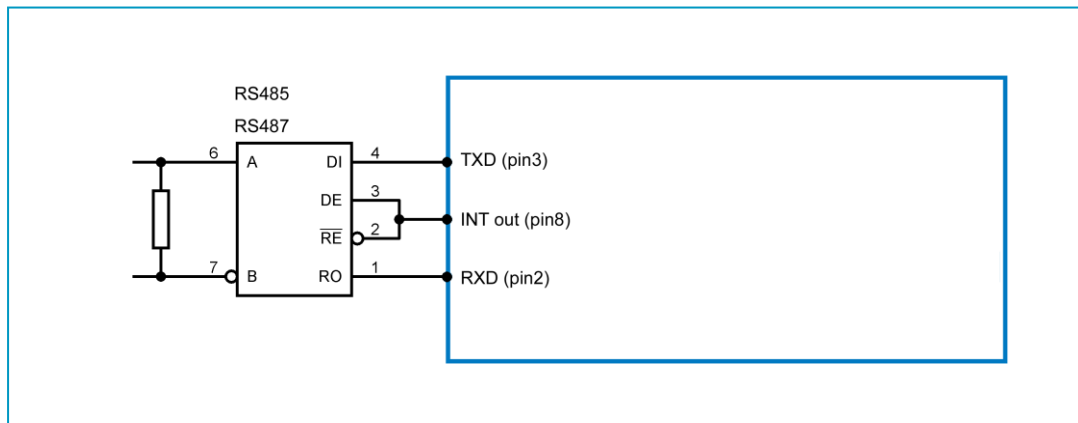 RS485
RS487
6 A DI 4 TXD (pin3)
DE 3
INT out (pin8)
RE 2
7 B RO 1 RXD (pin2)